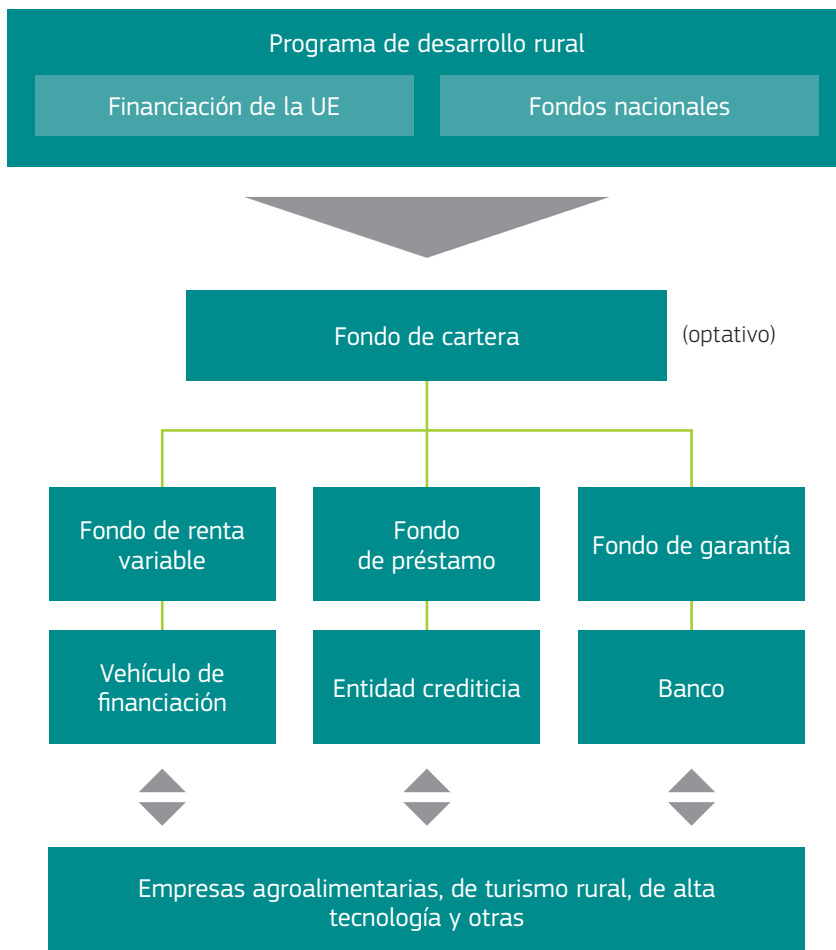 Programa de desarrollo rural
Financiación de la UE
Fondos nacionales
Fondo de cartera
(optativo)
Fondo de renta
variable
Fondo
de préstamo
Fondo de garantía
Vehículo de
financiación
Entidad crediticia
Banco
Empresas agroalimentarias, de turismo rural, de alta
tecnología y otras